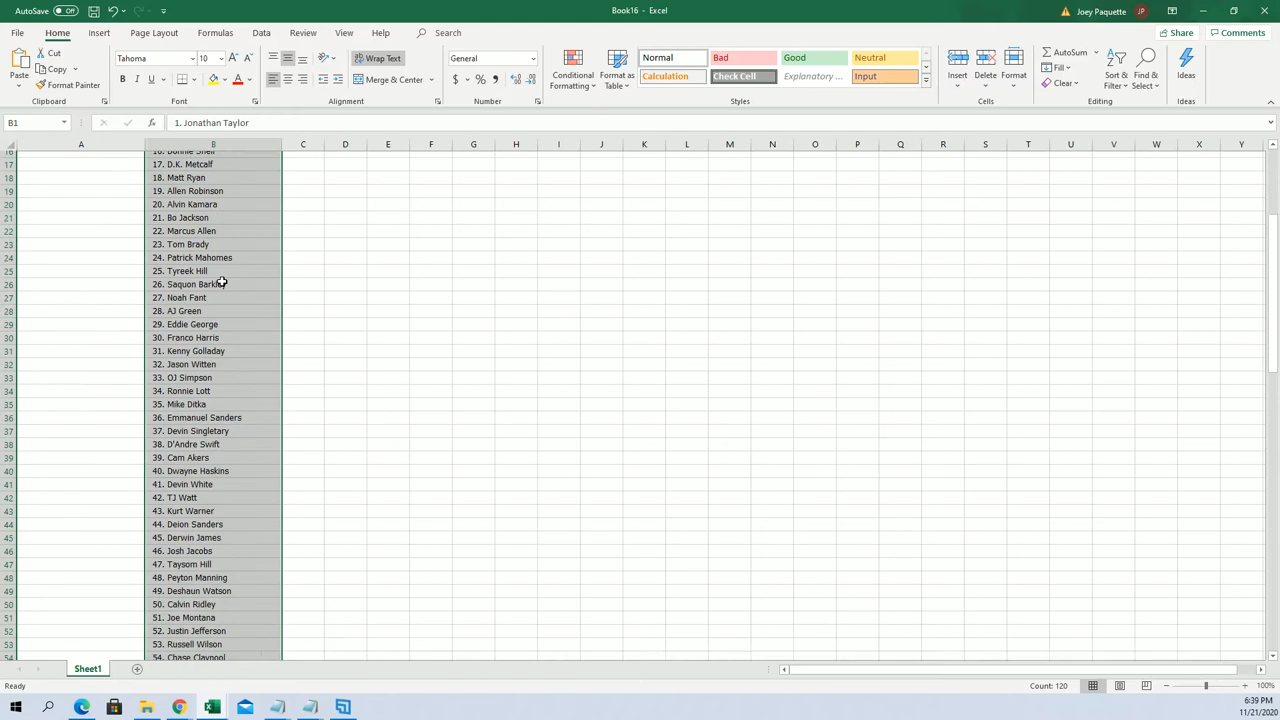 AutoSave Off
Book16 - Excel
Joey Paquette JP
File Home Insert Page Layout Formulas Data Review View Help Search Share Comments
Paste Cut Copy Format Painter
Tahoma 10
B I U
Wrap Text
Merge & Center
General
$ % ,
Conditional Formatting
Format as Table
Normal Bad Good Neutral
Calculation Check Cell Explanatory ... Input
Insert Delete Format
AutoSum Fill Clear
Sort & Filter
Find & Select
Ideas
Clipboard Font Alignment Number Styles Cells Editing Ideas
B1 fx 1. Jonathan Taylor
A B C D E F G H I J K L M N O P Q R S T U V W X Y
17 17. D.K. Metcalf
18 18. Matt Ryan
19 19. Allen Robinson
20 20. Alvin Kamara
21 21. Bo Jackson
22 22. Marcus Allen
23 23. Tom Brady
24 24. Patrick Mahomes
25 25. Tyreek Hill
26 26. Saquon Barkley
27 27. Noah Fant
28 28. AJ Green
29 29. Eddie George
30 30. Franco Harris
31 31. Kenny Golladay
32 32. Jason Witten
33 33. OJ Simpson
34 34. Ronnie Lott
35 35. Mike Ditka
36 36. Emmanuel Sanders
37 37. Devin Singletary
38 38. D'Andre Swift
39 39. Cam Akers
40 40. Dwayne Haskins
41 41. Devin White
42 42. TJ Watt
43 43. Kurt Warner
44 44. Deion Sanders
45 45. Derwin James
46 46. Josh Jacobs
47 47. Taysom Hill
48 48. Peyton Manning
49 49. Deshaun Watson
50 50. Calvin Ridley
51 51. Joe Montana
52 52. Justin Jefferson
53 53. Russell Wilson
54 54. Chase Claypool
Sheet1
Ready Count: 120 100%
6:39 PM
11/21/2020